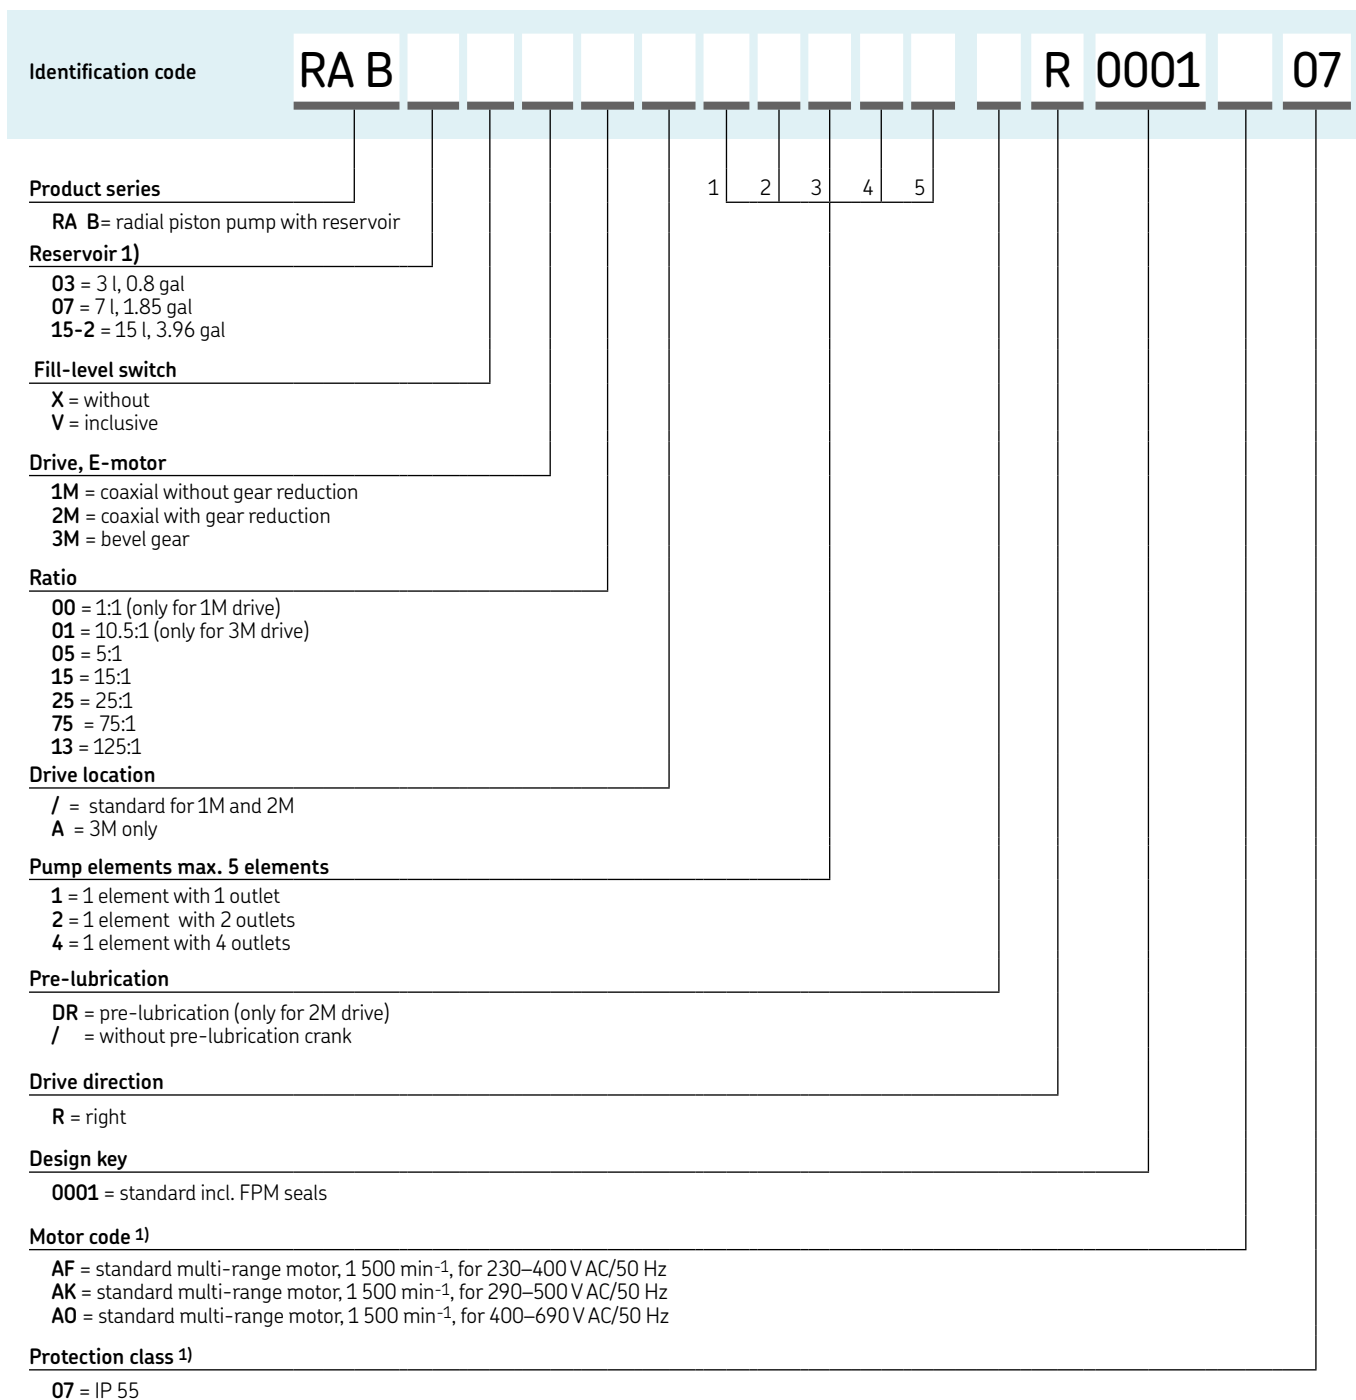 Identification code RA B R 0001 07
Product series 1 2 3 4 5
RA B= radial piston pump with reservoir
Reservoir 1)
03 = 3 l, 0.8 gal
07 = 7 l, 1.85 gal
15-2 = 15 l, 3.96 gal
Fill-level switch
X = without
V = inclusive
Drive, E-motor
1M = coaxial without gear reduction
2M = coaxial with gear reduction
3M = bevel gear
Ratio
00 = 1:1 (only for 1M drive)
01 = 10.5:1 (only for 3M drive)
05 = 5:1
15 = 15:1
25 = 25:1
75 = 75:1
13 = 125:1
Drive location
/ = standard for 1M and 2M
A = 3M only
Pump elements max. 5 elements
1 = 1 element with 1 outlet
2 = 1 element with 2 outlets
4 = 1 element with 4 outlets
Pre-lubrication
DR = pre-lubrication (only for 2M drive)
/ = without pre-lubrication crank
Drive direction
R = right
Design key
0001 = standard incl. FPM seals
Motor code 1)
AF = standard multi-range motor, 1 500 min-1, for 230–400 V AC/50 Hz
AK = standard multi-range motor, 1 500 min-1, for 290–500 V AC/50 Hz
AO = standard multi-range motor, 1 500 min-1, for 400–690 V AC/50 Hz
Protection class 1)
07 = IP 55